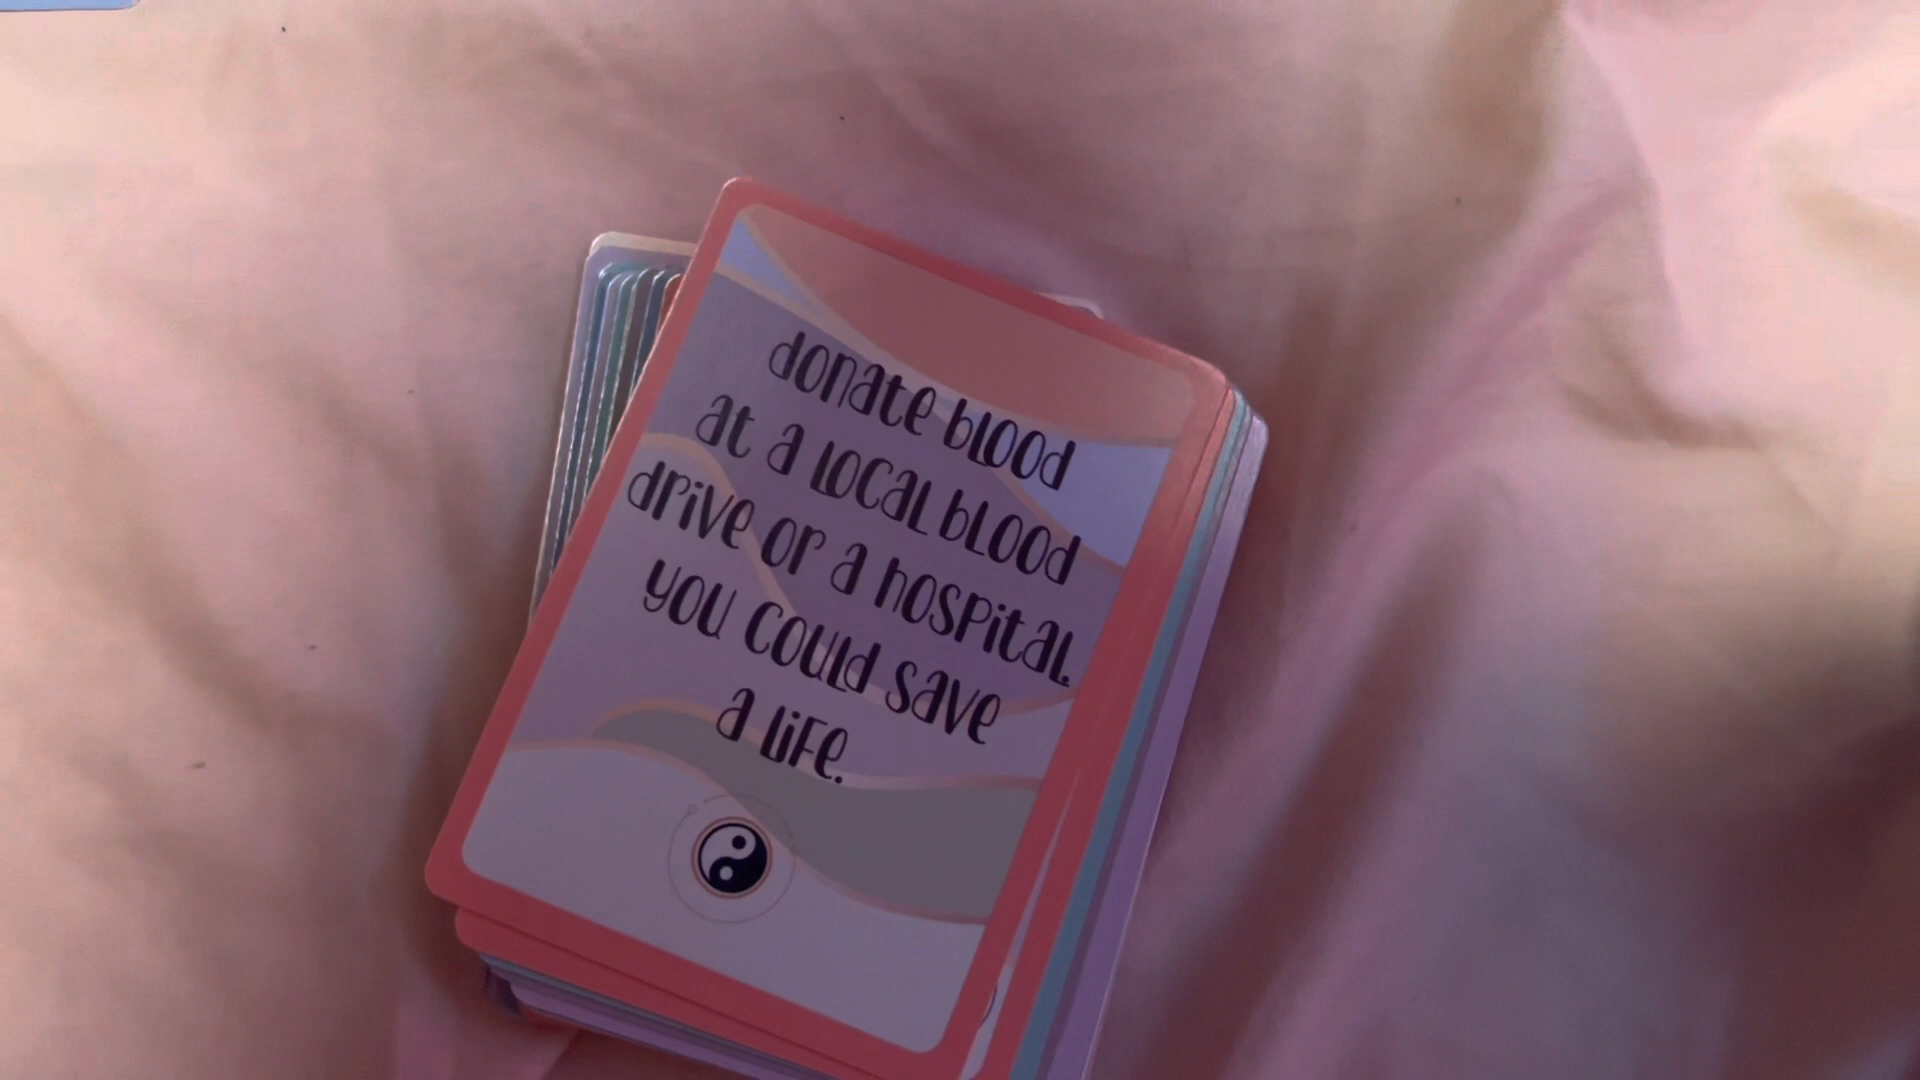 donate blood
at a local blood
drive or a hospital.
you could save
a life.